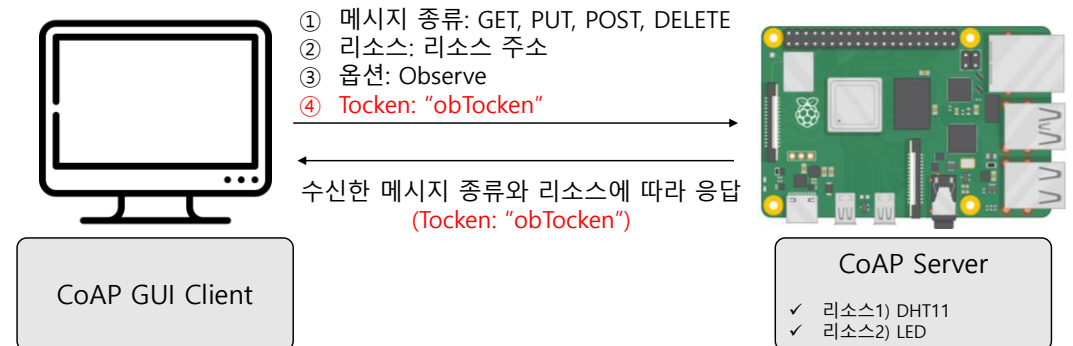 ① 메시지 종류: GET, PUT, POST, DELETE
② 리소스: 리소스 주소
③ 옵션: Observe
④ Tocken: “obTocken”
수신한 메시지 종류와 리소스에 따라 응답
(Tocken: “obTocken”)
CoAP GUI Client
CoAP Server
✓ 리소스1) DHT11
✓ 리소스2) LED